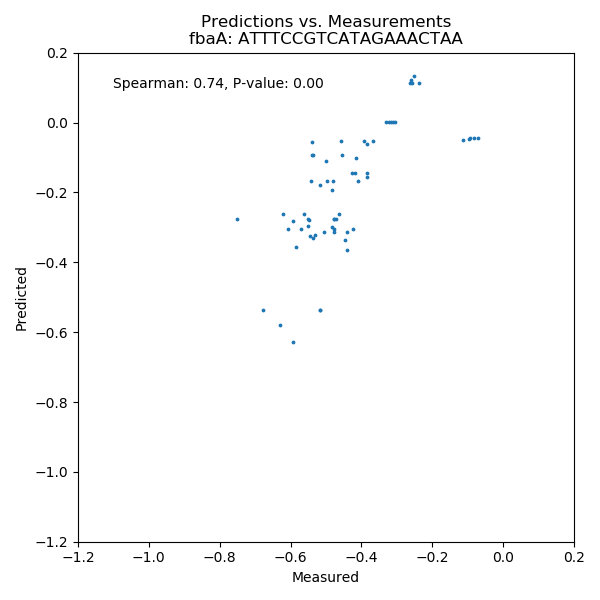 Predictions vs. Measurements
fbaA: ATTTCCGTCATAGAAACTAA
Spearman: 0.74, P-value: 0.00
0.2
0.0
−0.2
−0.4
−0.6
−0.8
−1.0
−1.2
Predicted
−1.2 −1.0 −0.8 −0.6 −0.4 −0.2 0.0 0.2
Measured